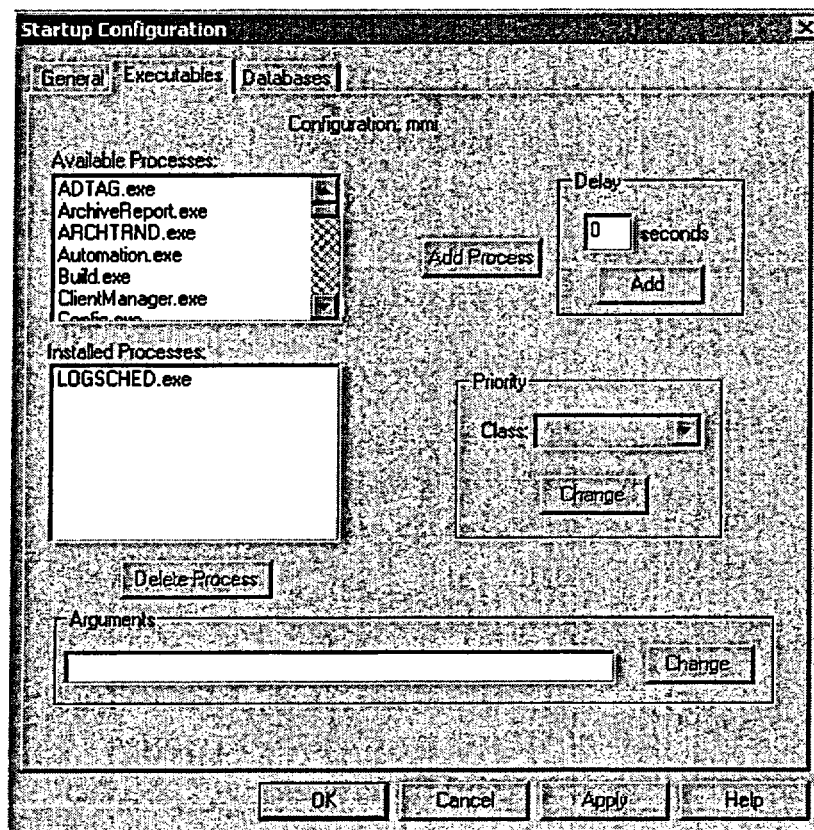 Startup Configuration
General Executables Databases
Configuration: mmi
Available Processes:
ADTAG.exe
ArchiveReport.exe
ARCHTRND.exe
Automation.exe
Build.exe
ClientManager.exe
Config.exe
Add Process
Delay
0 seconds
Add
Installed Processes:
LOGSCHED.exe
Priority
Class:
Change
Delete Process
Arguments
Change
OK Cancel Apply Help